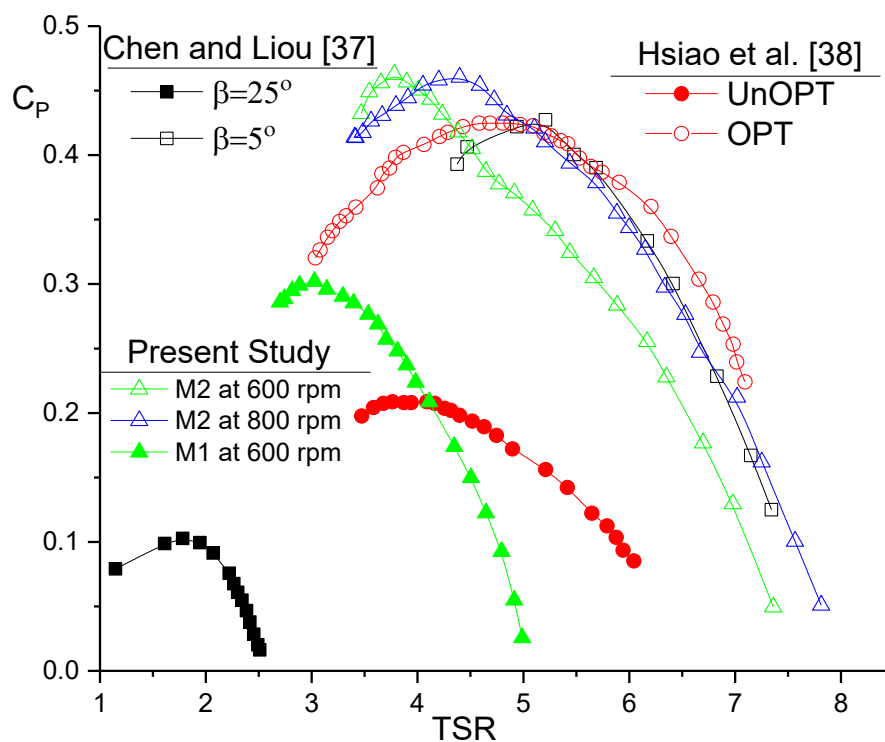 0.5
0.4
0.3
0.2
0.1
0.0
C_P
Chen and Liou [37]
β=25°
β=5°
Hsiao et al. [38]
UnOPT
OPT
Present Study
M2 at 600 rpm
M2 at 800 rpm
M1 at 600 rpm
1 2 3 4 5 6 7 8
TSR